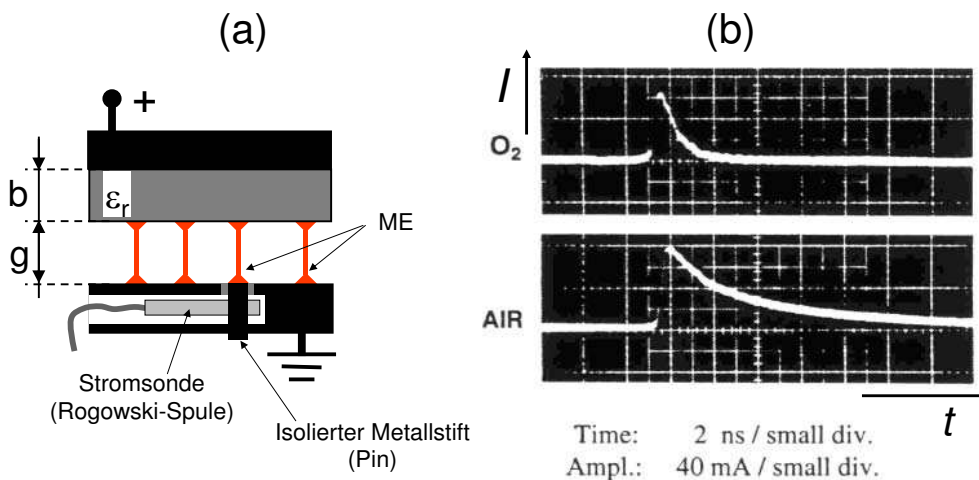 (a)
+
b
εr
g
ME
Stromsonde
(Rogowski-Spule)
Isolierter Metallstift
(Pin)
(b)
I
O2
AIR
t
Time: 2 ns / small div.
Ampl.: 40 mA / small div.